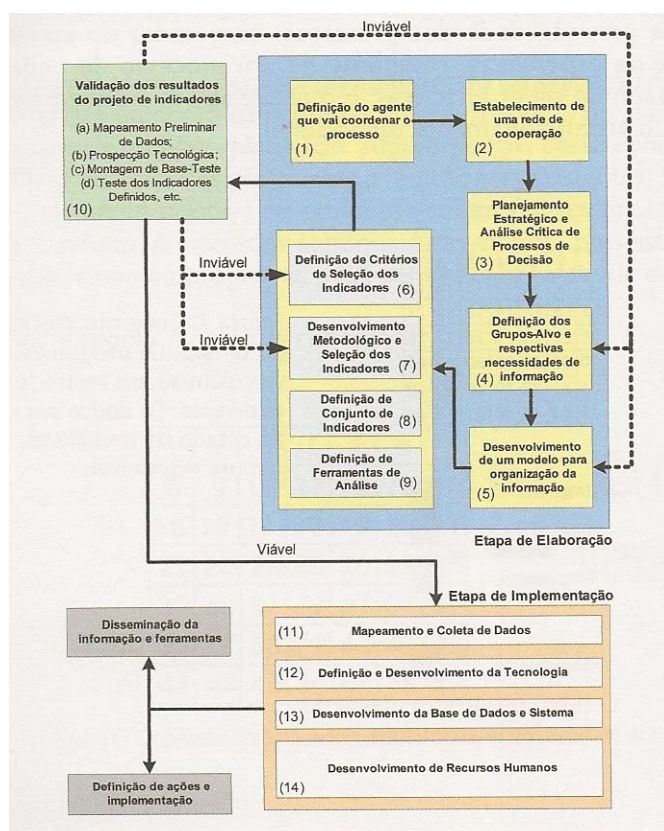 Inviável
Validação dos resultados
do projeto de indicadores
(a) Mapeamento Preliminar
de Dados;
(b) Prospecção Tecnológica;
(c) Montagem de Base-Teste
(d) Teste dos Indicadores
Definidos, etc.
(10)
Definição do agente
que vai coordenar o
processo
(1)
Estabelecimento de
uma rede de
cooperação
(2)
Planejamento
Estratégico e
Análise Crítica de
Processos de
Decisão
(3)
Definição dos
Grupos-Alvo e
respectivas
necessidades de
informação
(4)
Desenvolvimento
de um modelo para
organização da
informação
(5)
Inviável
Definição de Critérios
de Seleção dos
Indicadores
(6)
Inviável
Desenvolvimento
Metodológico e
Seleção dos
Indicadores
(7)
Definição de
Conjunto de
Indicadores
(8)
Definição de
Ferramentas de
Análise
(9)
Etapa de Elaboração
Viável
Etapa de Implementação
(11) Mapeamento e Coleta de Dados
(12) Definição e Desenvolvimento da Tecnologia
(13) Desenvolvimento da Base de Dados e Sistema
Desenvolvimento de Recursos Humanos
(14)
Disseminação da
informação e ferramentas
Definição de ações e
implementação